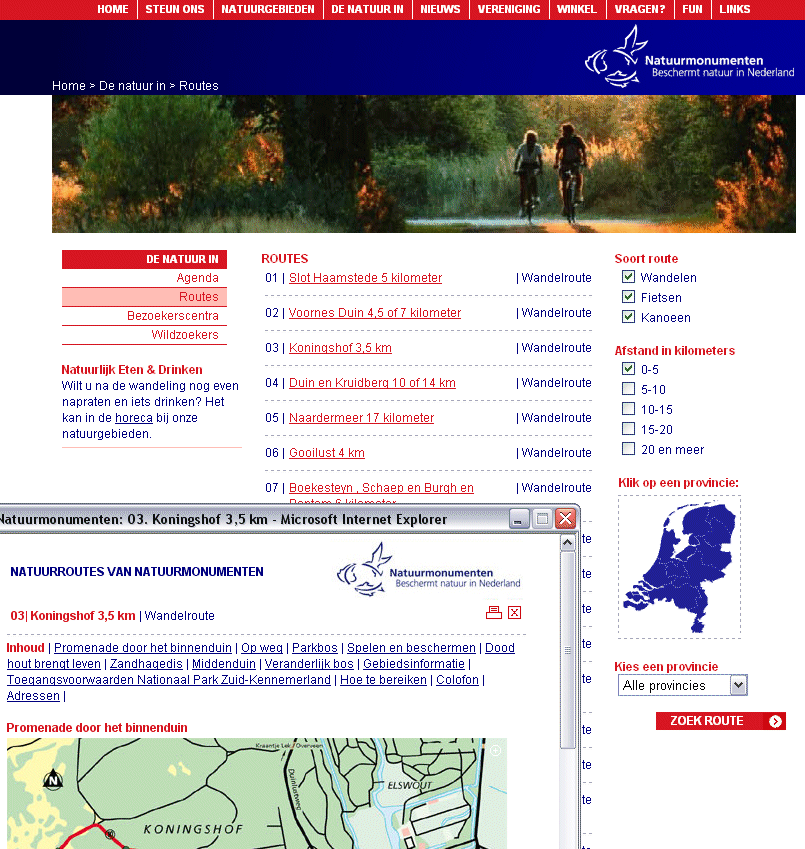 HOME STEUN ONS NATUURGEBIEDEN DE NATUUR IN NIEUWS VERENIGING WINKEL VRAGEN? FUN LINKS
Natuurmonumenten
Beschermt natuur in Nederland
Home > De natuur in > Routes
DE NATUUR IN
Agenda
Routes
Bezoekerscentra
Wildzoekers
Natuurlijk Eten & Drinken
Wilt u na de wandeling nog even
napraten en iets drinken? Het
kan in de horeca bij onze
natuurgebieden.
ROUTES
01 | Slot Haamstede 5 kilometer | Wandelroute
02 | Voornes Duin 4,5 of 7 kilometer | Wandelroute
03 | Koningshof 3,5 km | Wandelroute
04 | Duin en Kruidberg 10 of 14 km | Wandelroute
05 | Naardermeer 17 kilometer | Wandelroute
06 | Gooilust 4 km | Wandelroute
07 | Boekesteyn , Schaep en Burgh en | Wandelroute
Soort route
Wandelen
Fietsen
Kanoeen
Afstand in kilometers
0-5
5-10
10-15
15-20
20 en meer
Klik op een provincie:
Kies een provincie
Alle provincies
ZOEK ROUTE
Natuurmonumenten: 03. Koningshof 3,5 km - Microsoft Internet Explorer
NATUURROUTES VAN NATUURMONUMENTEN
Natuurmonumenten
Beschermt natuur in Nederland
03| Koningshof 3,5 km | Wandelroute
Inhoud | Promenade door het binnenduin | Op weg | Parkbos | Spelen en beschermen | Dood
hout brengt leven | Zandhagedis | Middenduin | Veranderlijk bos | Gebiedsinformatie |
Toegangsvoorwaarden Nationaal Park Zuid-Kennemerland | Hoe te bereiken | Colofon |
Adressen |
Promenade door het binnenduin
Kraantje Lek / Overveen
Duinlustweg
N
ELSWOUT
KONINGSHOF
te
te
te
te
te
te
te
te
te